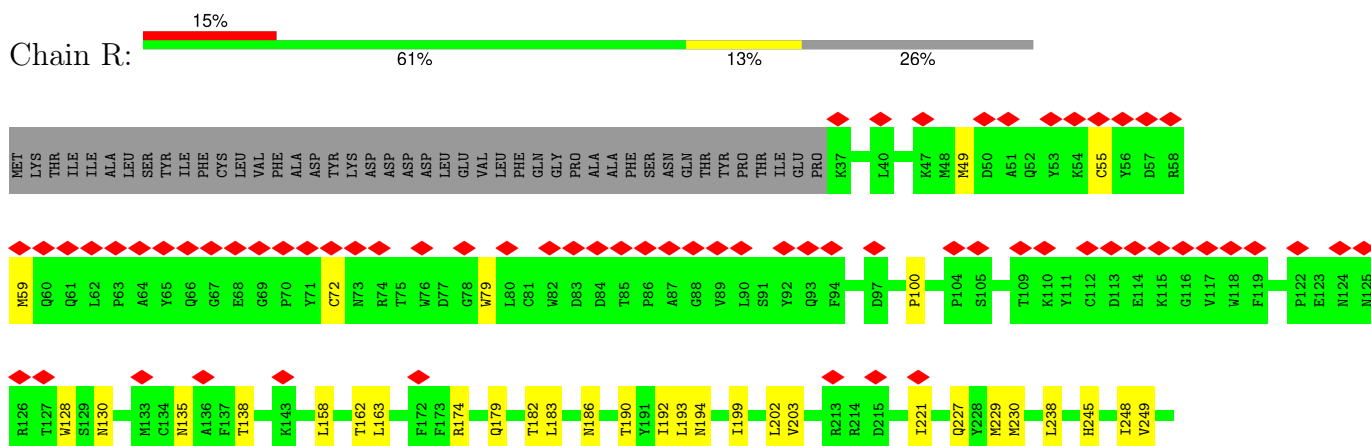 15%
Chain R:
61% 13% 26%
MET LYS THR ILE ILE ALA LEU SER TYR ILE PHE CYS LEU VAL PHE ALA ASP TYR LYS ASP ASP ASP ASP LEU GLU VAL LEU PHE GLN GLY PRO ALA ALA PHE SER ASN GLN THR TYR PRO THR ILE GLU PRO K37 L40 K47 M48 M49 D50 A51 Q52 Y53 K54 C55 Y56 D57 R58
M59 Q60 Q61 L62 P63 A64 Y65 Q66 G67 E68 G69 P70 Y71 C72 N73 R74 T75 W76 D77 G78 W79 L80 C81 W82 D83 D84 T85 P86 A87 G88 V89 L90 S91 Y92 Q93 F94 D97 P100 P104 S105 T109 K110 Y111 C112 D113 E114 K115 G116 V117 W118 F119 P122 E123 N124 N125
R126 T127 W128 S129 N130 M133 C134 N135 A136 F137 T138 K143 L158 T162 L163 F172 F173 R174 Q179 T182 L183 N186 T190 Y191 I192 L193 N194 I199 L202 V203 R213 R214 D215 I221 Q227 Y228 M229 M230 L238 H245 I248 V249